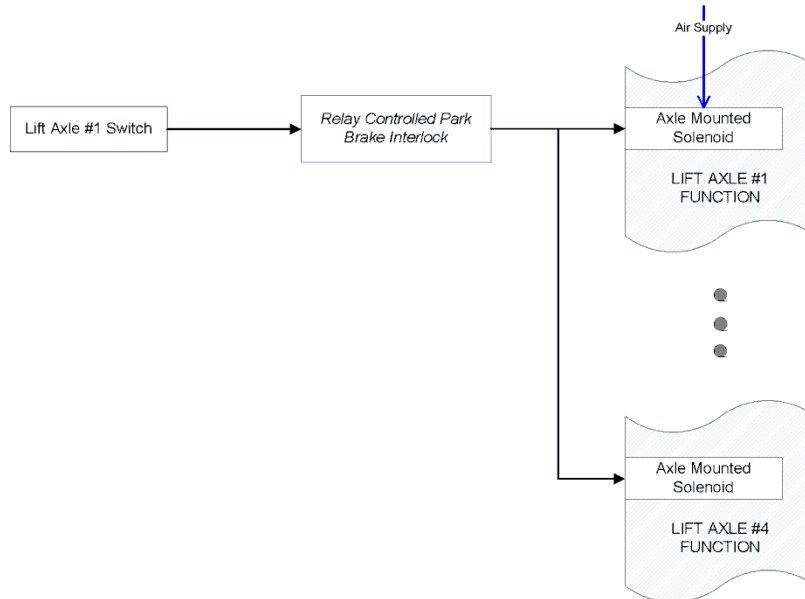 Air Supply
Lift Axle #1 Switch
Relay Controlled Park
Brake Interlock
Axle Mounted
Solenoid
LIFT AXLE #1
FUNCTION
Axle Mounted
Solenoid
LIFT AXLE #4
FUNCTION